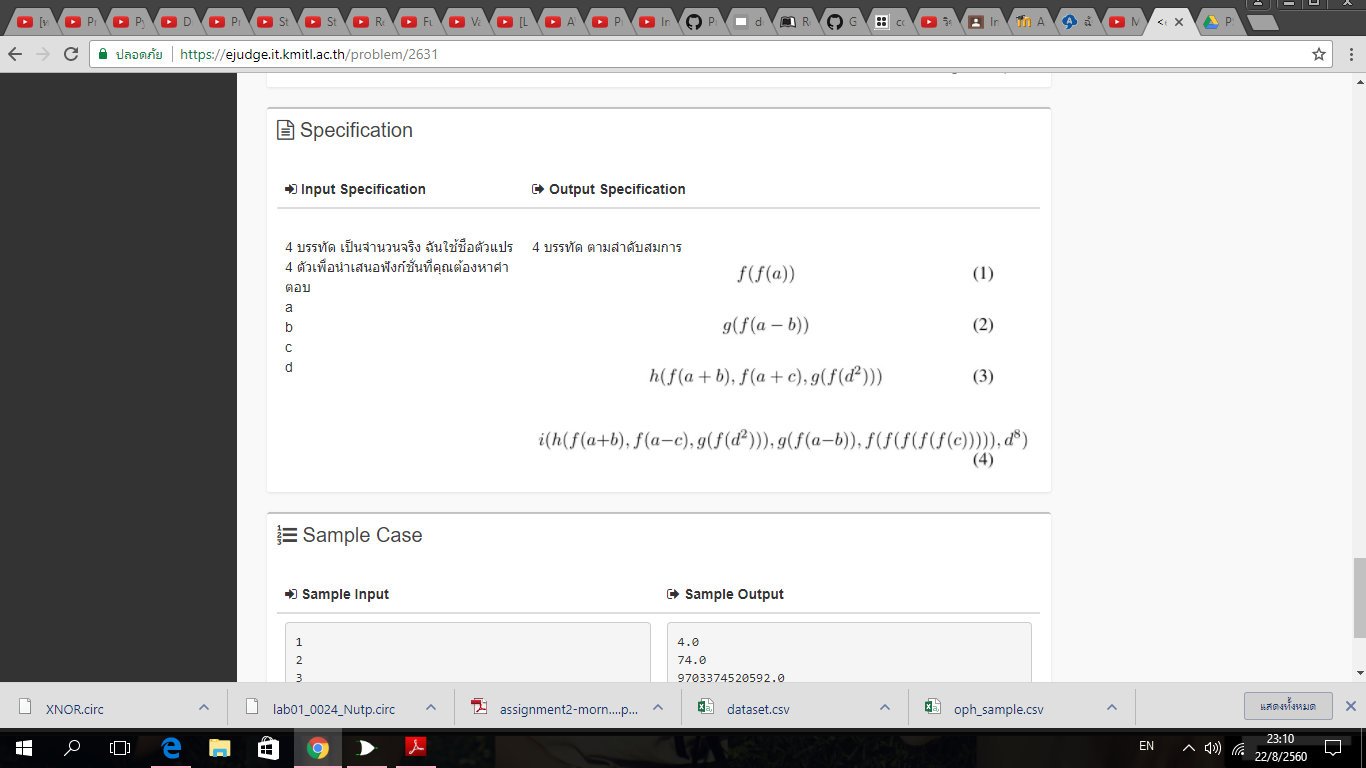 ปลอดภัย
https://ejudge.it.kmitl.ac.th/problem/2631
Specification
Input Specification
Output Specification
4 บรรทัด เป็นจำนวนจริง ฉันใช้ชื่อตัวแปร
4 ตัวเพื่อนำเสนอฟังก์ชั่นที่คุณต้องหาคำ
ตอบ
a
b
c
d
4 บรรทัด ตามลำดับสมการ
f(f(a)) (1)
g(f(a − b)) (2)
h(f(a + b), f(a + c), g(f(d²))) (3)
i(h(f(a+b), f(a−c), g(f(d²))), g(f(a−b)), f(f(f(f(f(c))))), d⁸)
(4)
Sample Case
Sample Input
Sample Output
1
2
3
4.0
74.0
9703374520592.0
XNOR.circ
lab01_0024_Nutp.circ
assignment2-morn....p...
dataset.csv
oph_sample.csv
แสดงทั้งหมด
EN
23:10
22/8/2560